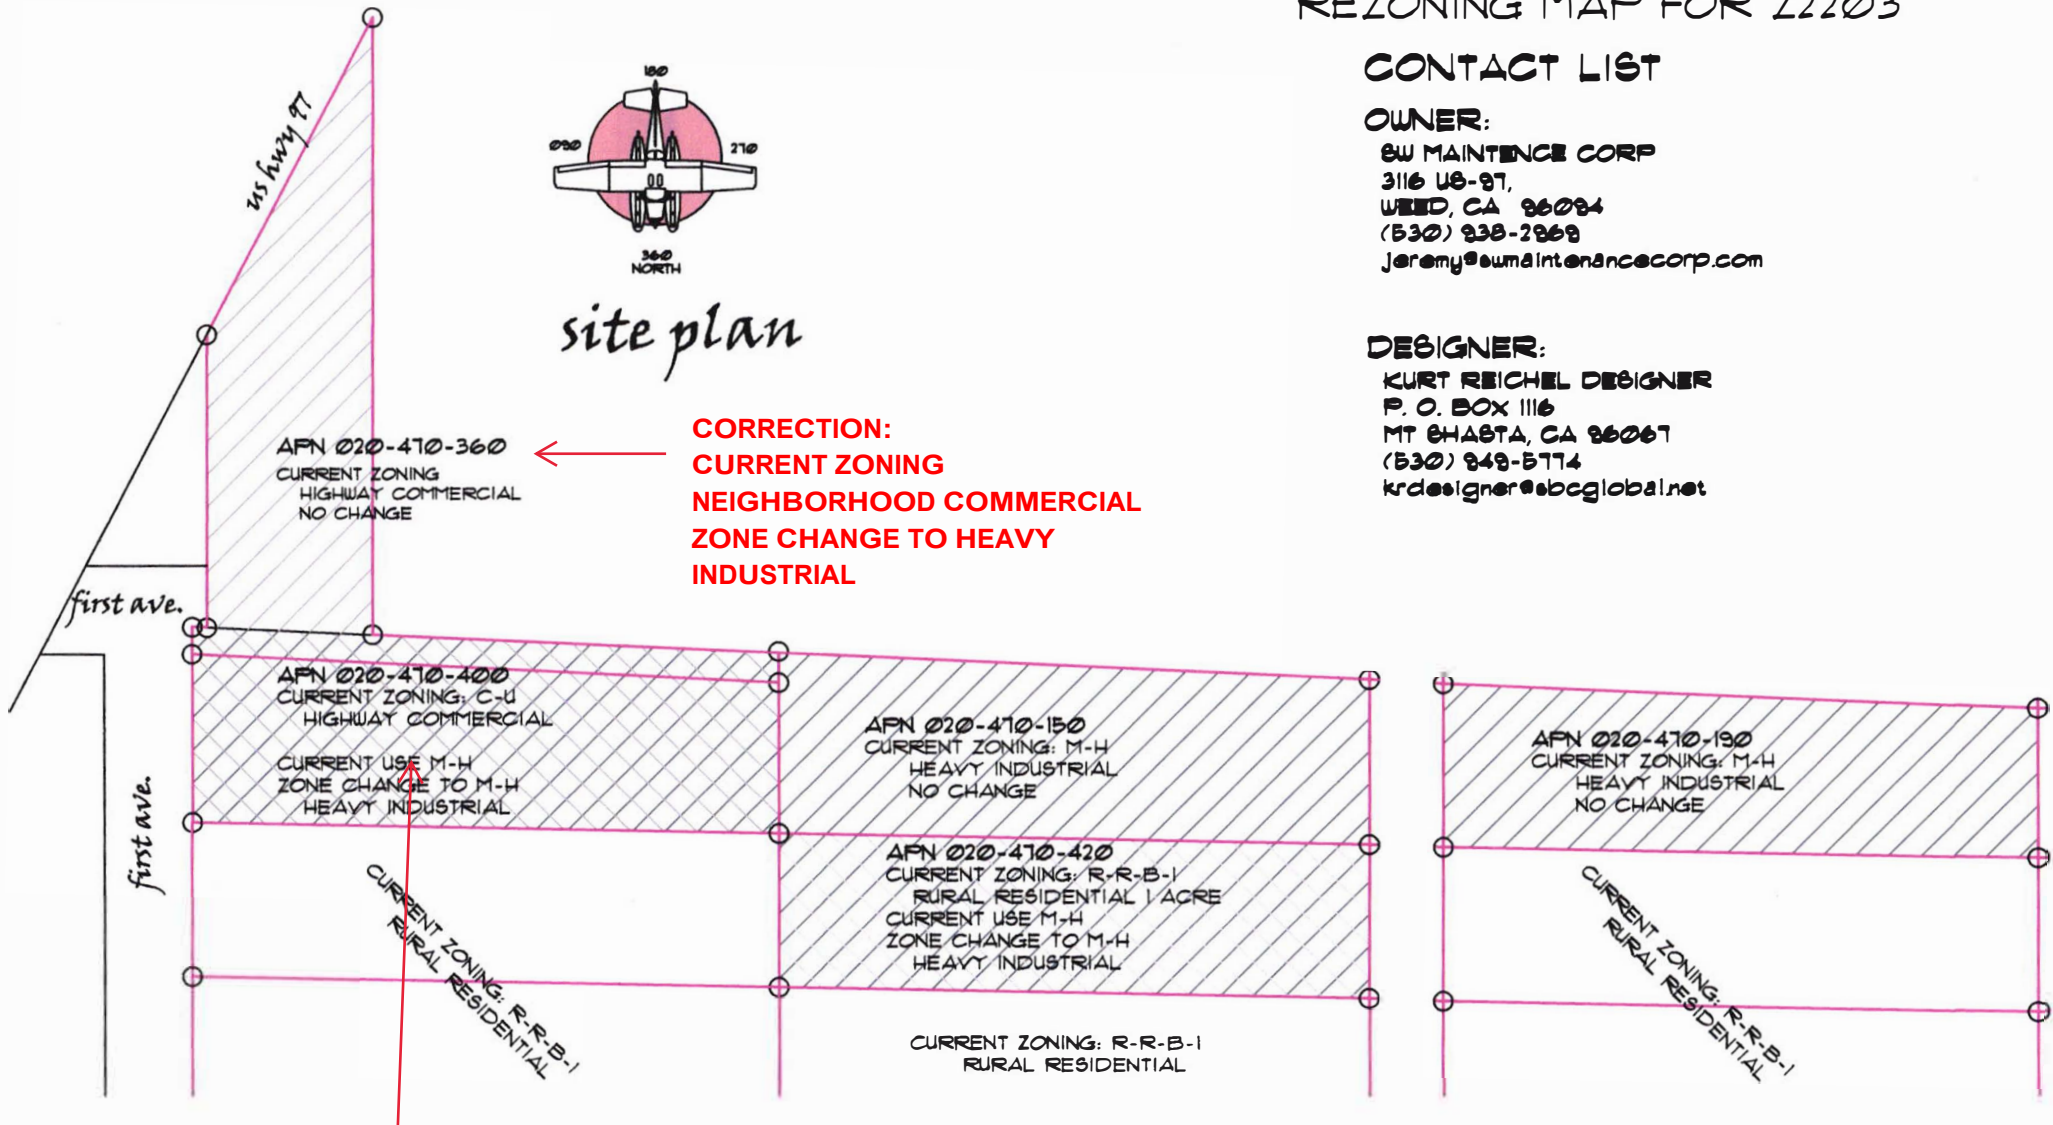 REZONING MAP FOR Z2203
CONTACT LIST
OWNER:
SW MAINTENCE CORP
3116 US-97,
WEED, CA 96094
(530) 938-2969
jeremy@swmaintenancecorp.com
DESIGNER:
KURT REICHEL DESIGNER
P. O. BOX 1116
MT SHASTA, CA 96067
(530) 949-5774
krdesigner@sbcglobal.net
180
090
270
360
NORTH
site plan
us hwy 97
APN 020-470-360
CURRENT ZONING
HIGHWAY COMMERCIAL
NO CHANGE
CORRECTION:
CURRENT ZONING
NEIGHBORHOOD COMMERCIAL
ZONE CHANGE TO HEAVY
INDUSTRIAL
first ave.
first ave.
APN 020-470-400
CURRENT ZONING: C-U
HIGHWAY COMMERCIAL
CURRENT USE M-H
ZONE CHANGE TO M-H
HEAVY INDUSTRIAL
APN 020-470-150
CURRENT ZONING: M-H
HEAVY INDUSTRIAL
NO CHANGE
APN 020-470-190
CURRENT ZONING: M-H
HEAVY INDUSTRIAL
NO CHANGE
APN 020-470-420
CURRENT ZONING: R-R-B-1
RURAL RESIDENTIAL 1 ACRE
CURRENT USE M-H
ZONE CHANGE TO M-H
HEAVY INDUSTRIAL
CURRENT ZONING: R-R-B-1
RURAL RESIDENTIAL
CURRENT ZONING: R-R-B-1
RURAL RESIDENTIAL
CURRENT ZONING: R-R-B-1
RURAL RESIDENTIAL